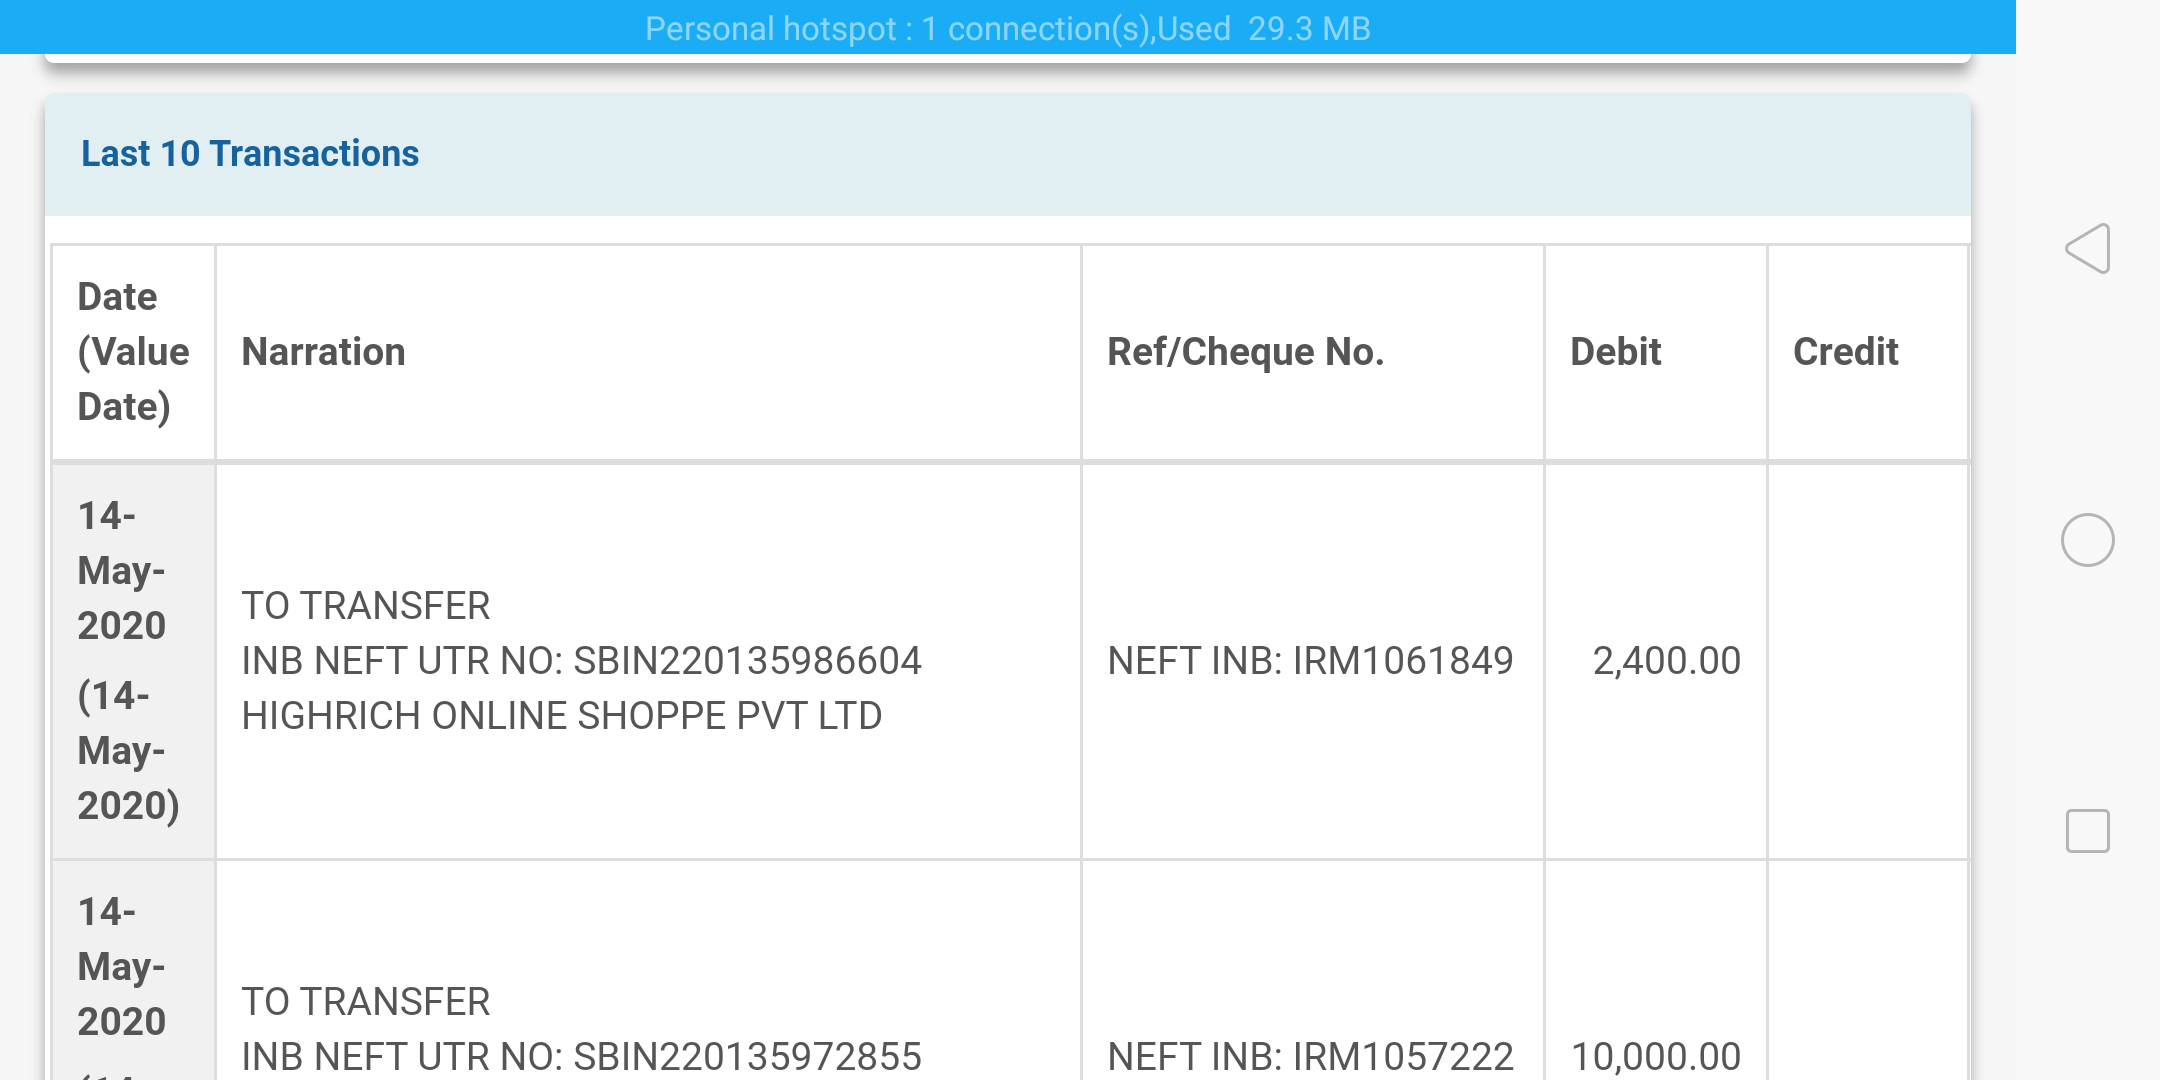 Personal hotspot : 1 connection(s),Used 29.3 MB
Last 10 Transactions
Date
(Value
Date)
Narration
Ref/Cheque No.
Debit
Credit
14-
May-
2020
(14-
May-
2020)
TO TRANSFER
INB NEFT UTR NO: SBIN220135986604
HIGHRICH ONLINE SHOPPE PVT LTD
NEFT INB: IRM1061849
2,400.00
14-
May-
2020
TO TRANSFER
INB NEFT UTR NO: SBIN220135972855
NEFT INB: IRM1057222
10,000.00